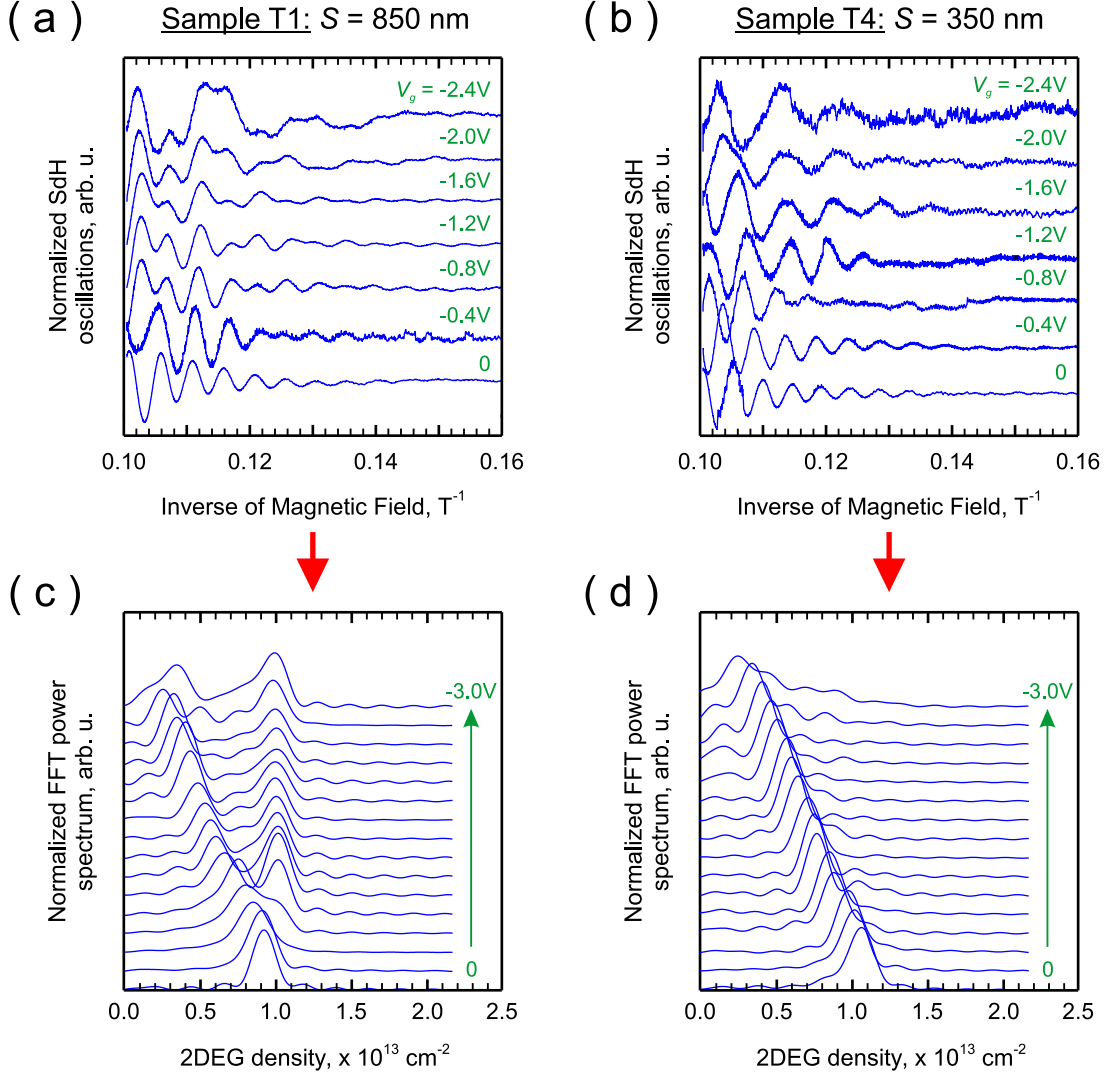 ( a )
Sample T1: S = 850 nm
Normalized SdH
oscillations, arb. u.
Vg = -2.4V
-2.0V
-1.6V
-1.2V
-0.8V
-0.4V
0
0.10 0.12 0.14 0.16
Inverse of Magnetic Field, T⁻¹
( b )
Sample T4: S = 350 nm
Normalized SdH
oscillations, arb. u.
Vg = -2.4V
-2.0V
-1.6V
-1.2V
-0.8V
-0.4V
0
0.10 0.12 0.14 0.16
Inverse of Magnetic Field, T⁻¹
( c )
Normalized FFT power
spectrum, arb. u.
-3.0V
0
0.0 0.5 1.0 1.5 2.0 2.5
2DEG density, x 10¹³ cm⁻²
( d )
Normalized FFT power
spectrum, arb. u.
-3.0V
0
0.0 0.5 1.0 1.5 2.0 2.5
2DEG density, x 10¹³ cm⁻²